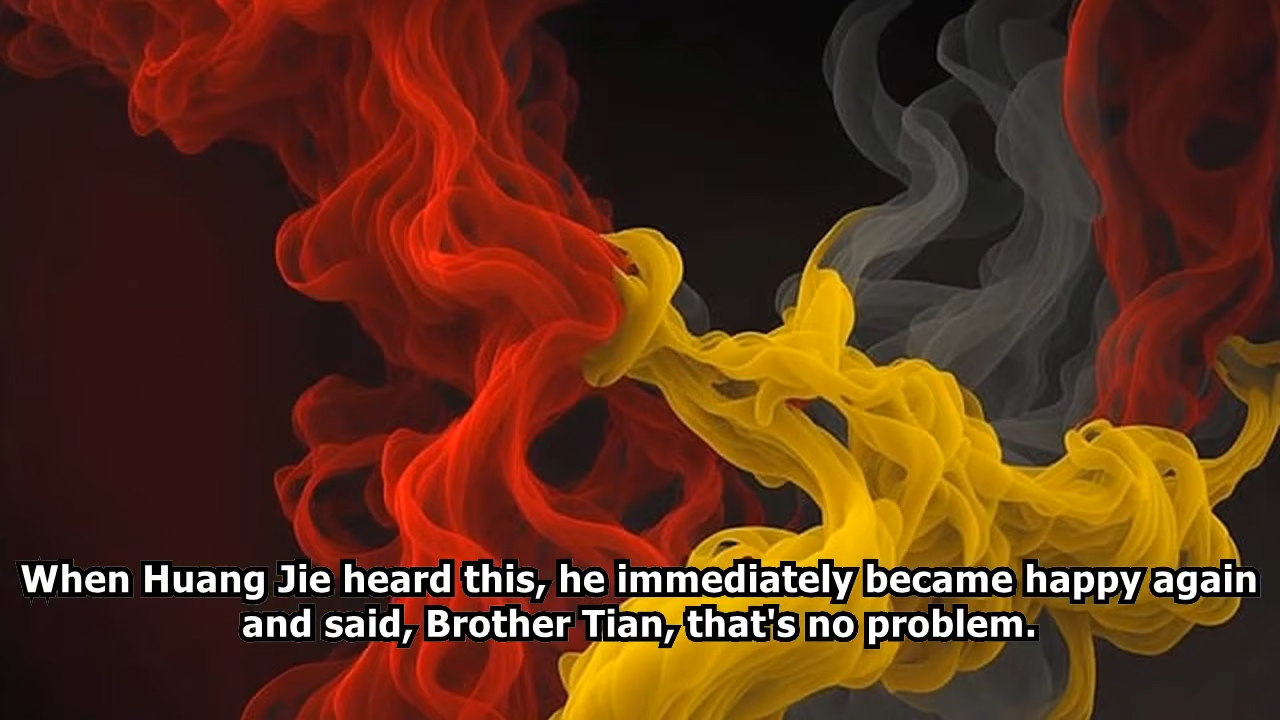 When Huang Jie heard this, he immediately became happy again
and said, Brother Tian, that's no problem.